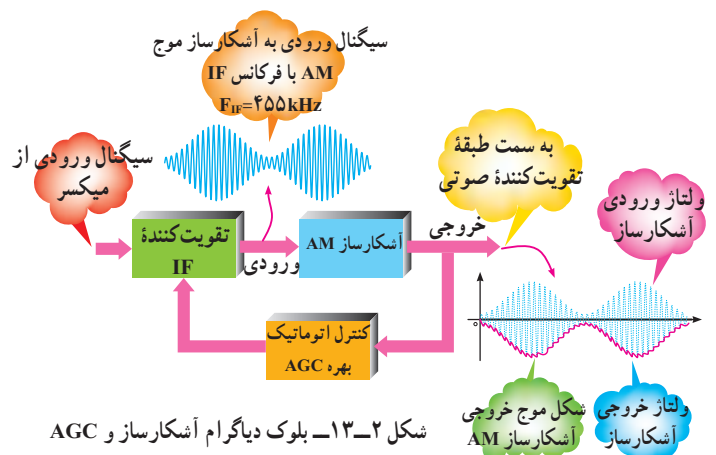 سیگنال ورودی به آشکارساز موج
AM با فرکانس IF
F_IF=۴۵۵kHz
سیگنال ورودی از
میکسر
به سمت طبقهٔ
تقویت‌کنندهٔ صوتی
ولتاژ ورودی
آشکارساز
تقویت‌کنندهٔ
IF
ورودی
آشکارساز AM
خروجی
کنترل اتوماتیک
بهره AGC
o
شکل موج خروجی
آشکارساز AM
ولتاژ خروجی
آشکارساز
شکل ۲ــ۱۳ــ بلوک دیاگرام آشکارساز و AGC